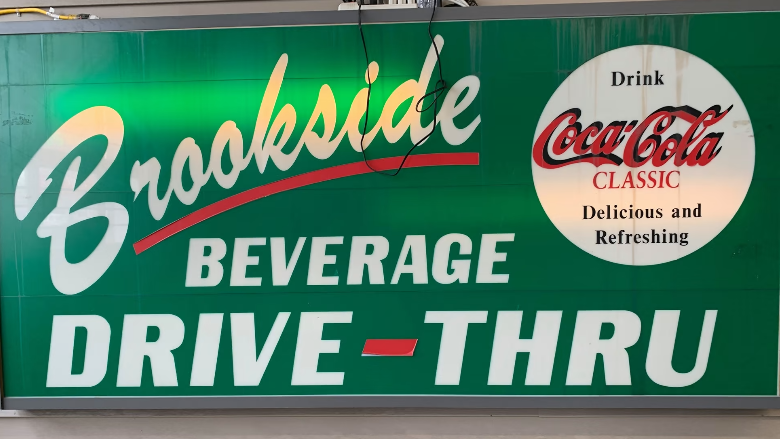 Brookside
BEVERAGE
DRIVE-THRU
Drink
Coca-Cola
CLASSIC
Delicious and
Refreshing